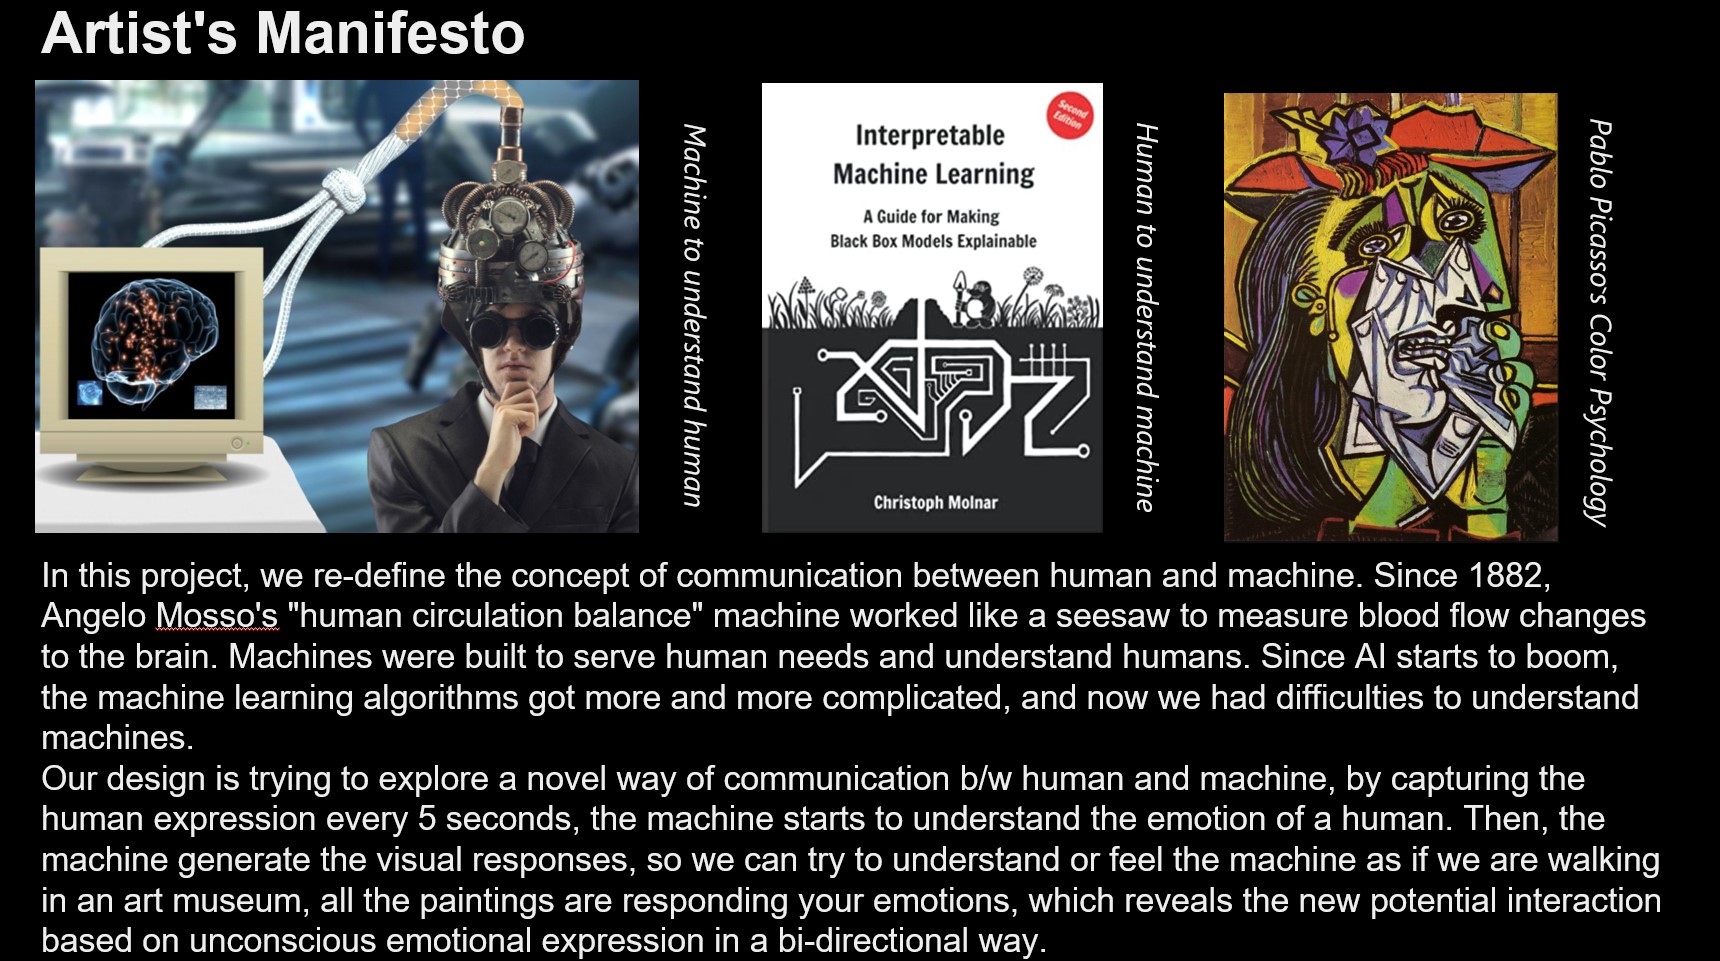 Artist's Manifesto
Machine to understand human
Second
Edition
Interpretable
Machine Learning
A Guide for Making
Black Box Models Explainable
Christoph Molnar
Human to understand machine
Pablo Picasso's Color Psychology
In this project, we re-define the concept of communication between human and machine. Since 1882,
Angelo Mosso's "human circulation balance" machine worked like a seesaw to measure blood flow changes
to the brain. Machines were built to serve human needs and understand humans. Since AI starts to boom,
the machine learning algorithms got more and more complicated, and now we had difficulties to understand
machines.
Our design is trying to explore a novel way of communication b/w human and machine, by capturing the
human expression every 5 seconds, the machine starts to understand the emotion of a human. Then, the
machine generate the visual responses, so we can try to understand or feel the machine as if we are walking
in an art museum, all the paintings are responding your emotions, which reveals the new potential interaction
based on unconscious emotional expression in a bi-directional way.